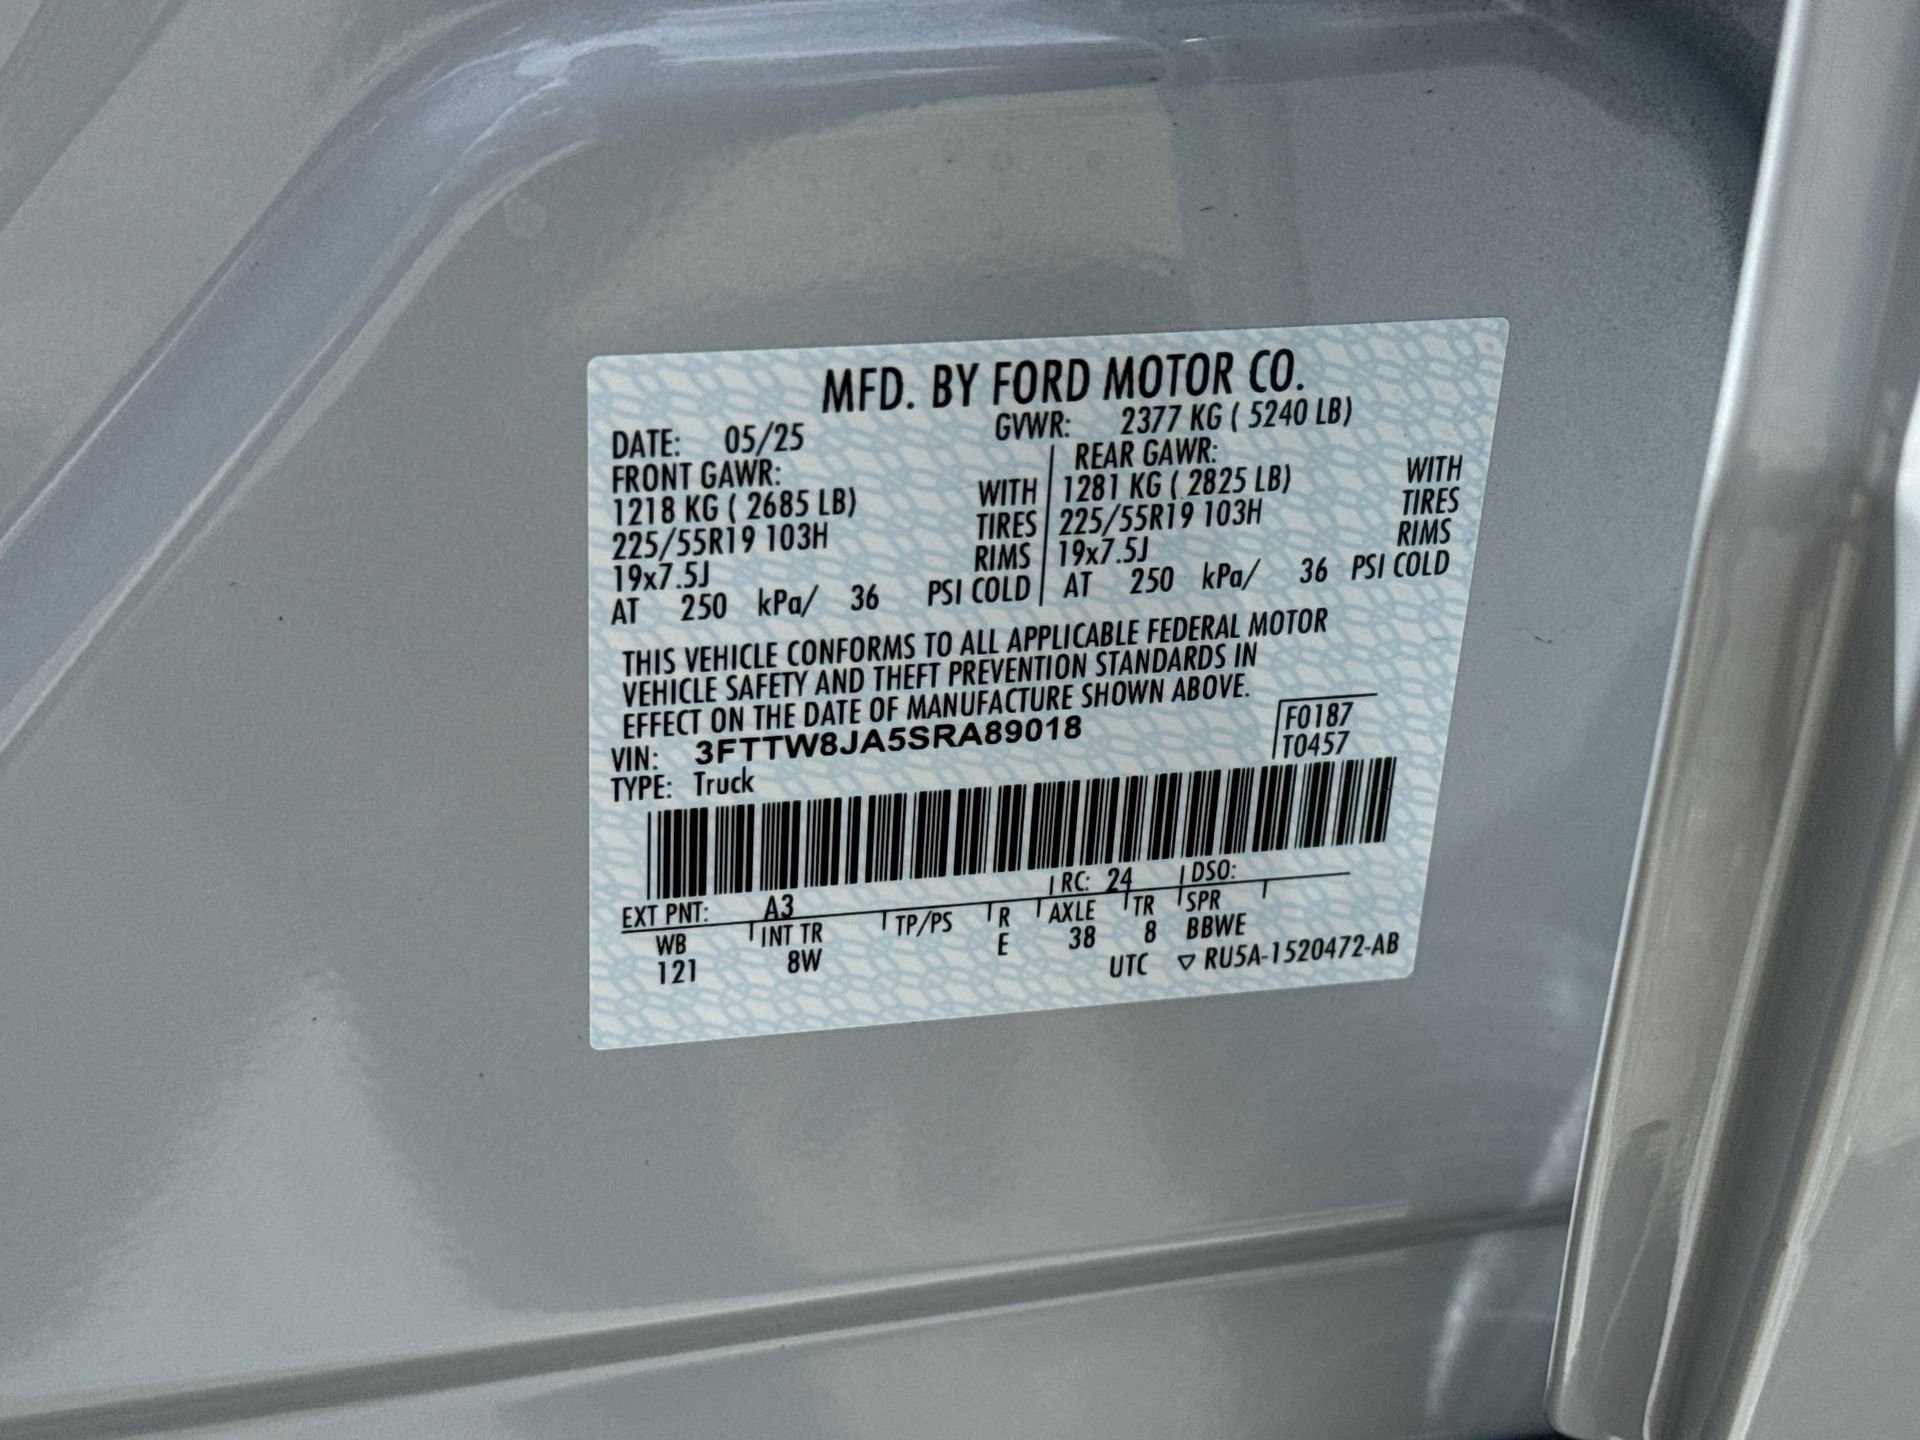 MFD. BY FORD MOTOR CO.
DATE: 05/25 GVWR: 2377 KG ( 5240 LB)
FRONT GAWR: REAR GAWR:
1218 KG ( 2685 LB) WITH 1281 KG ( 2825 LB) WITH
225/55R19 103H TIRES 225/55R19 103H TIRES
19x7.5J RIMS 19x7.5J RIMS
AT 250 kPa/ 36 PSI COLD AT 250 kPa/ 36 PSI COLD
THIS VEHICLE CONFORMS TO ALL APPLICABLE FEDERAL MOTOR
VEHICLE SAFETY AND THEFT PREVENTION STANDARDS IN
EFFECT ON THE DATE OF MANUFACTURE SHOWN ABOVE.
VIN: 3FTTW8JA5SRA89018 F0187
TYPE: Truck T0457
EXT PNT: A3 RC: 24 DSO:
WB INT TR TP/PS R AXLE TR SPR
121 8W E 38 8 BBWE
UTC ▽ RU5A-1520472-AB